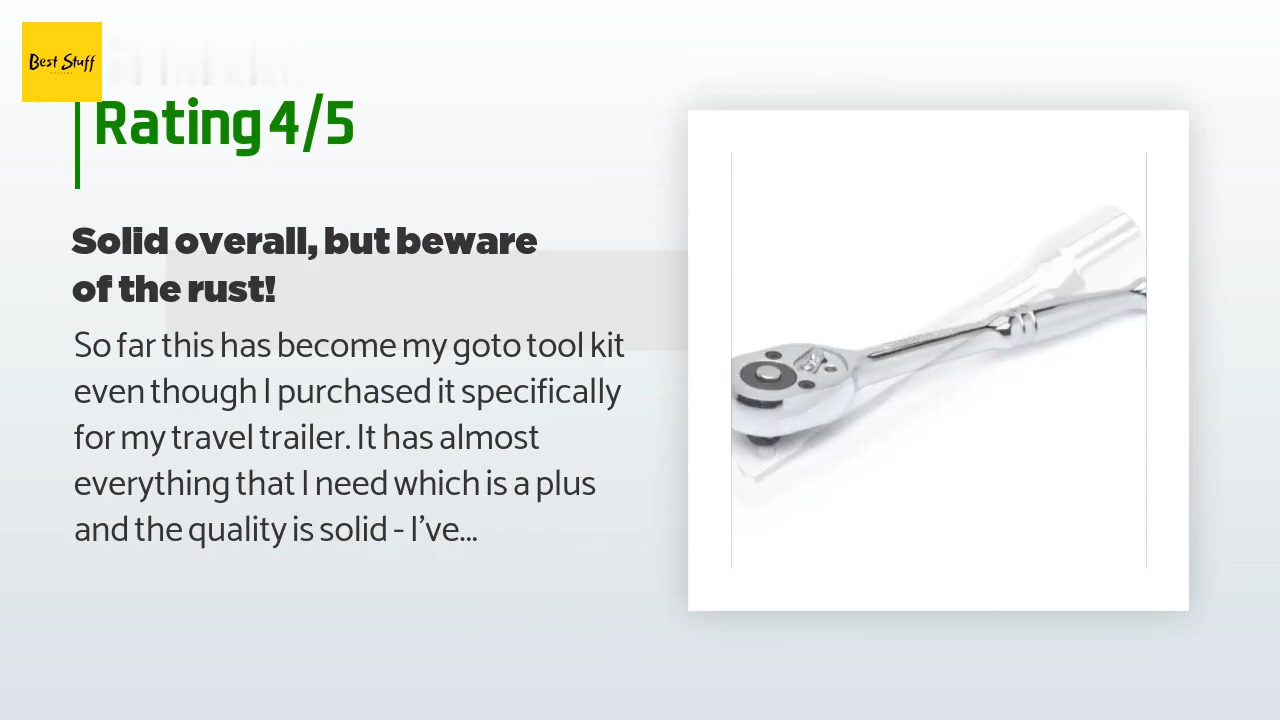 Best Stuff
Rating 4/5
Solid overall, but beware
of the rust!
So far this has become my goto tool kit
even though I purchased it specifically
for my travel trailer. It has almost
everything that I need which is a plus
and the quality is solid - I've...